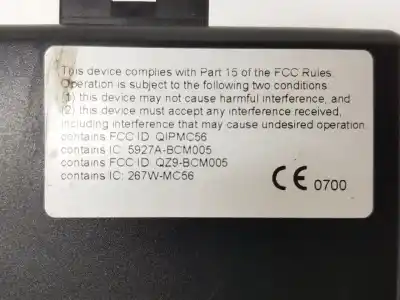 This device complies with Part 15 of the FCC Rules.
Operation is subject to the following two conditions.
(1) this device may not cause harmful interference, and
(2) this device must accept any interference received,
including interference that may cause undesired operation
contains FCC ID: QIPMC56
contains IC: 5927A-BCM005
contains FCC ID: QZ9-BCM005
contains IC: 267W-MC56
CE 0700